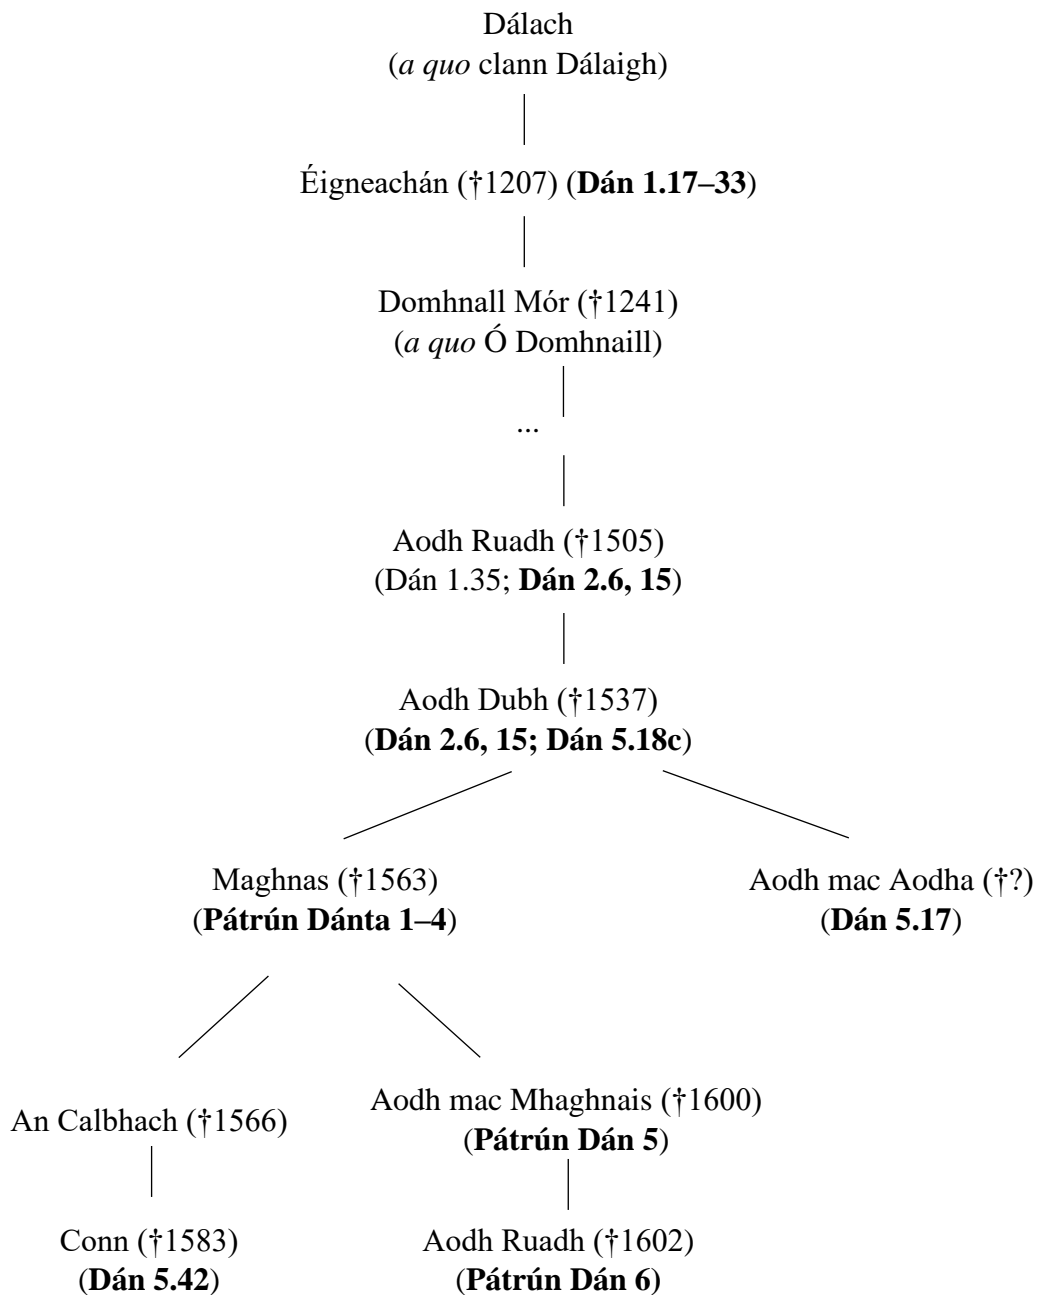 Dálach
(a quo clann Dálaigh)
Éigneachán (†1207) (Dán 1.17–33)
Domhnall Mór (†1241)
(a quo Ó Domhnaill)
...
Aodh Ruadh (†1505)
(Dán 1.35; Dán 2.6, 15)
Aodh Dubh (†1537)
(Dán 2.6, 15; Dán 5.18c)
Maghnas (†1563)
(Pátrún Dánta 1–4)
Aodh mac Aodha (†?)
(Dán 5.17)
An Calbhach (†1566)
Aodh mac Mhaghnais (†1600)
(Pátrún Dán 5)
Conn (†1583)
(Dán 5.42)
Aodh Ruadh (†1602)
(Pátrún Dán 6)